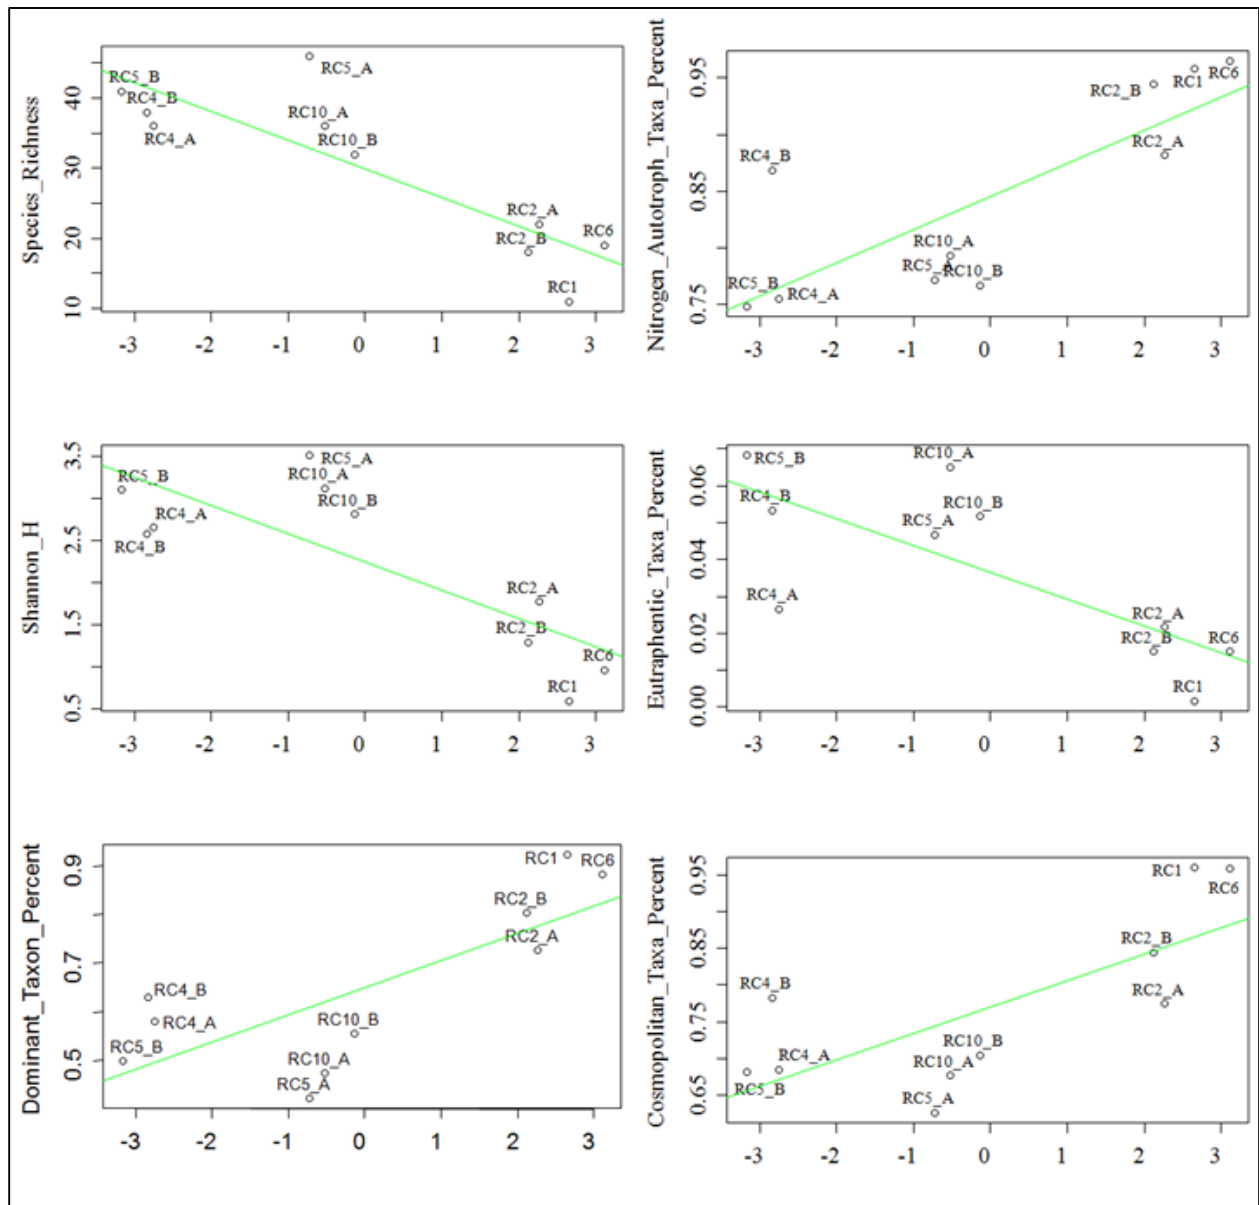 Species_Richness
10 20 30 40
RC5_B
RC4_B
RC4_A
RC5_A
RC10_A
RC10_B
RC2_A
RC2_B
RC6
RC1
-3 -2 -1 0 1 2 3
Nitrogen_Autotroph_Taxa_Percent
0.75 0.85 0.95
RC2_B
RC1
RC6
RC2_A
RC4_B
RC10_A
RC5_A
RC10_B
RC5_B
RC4_A
-3 -2 -1 0 1 2 3
Shannon_H
0.5 1.5 2.5 3.5
RC5_B
RC4_A
RC4_B
RC5_A
RC10_A
RC10_B
RC2_A
RC2_B
RC6
RC1
-3 -2 -1 0 1 2 3
Eutraphentic_Taxa_Percent
0.00 0.02 0.04 0.06
RC5_B
RC4_B
RC4_A
RC10_A
RC10_B
RC5_A
RC2_A
RC2_B
RC6
RC1
-3 -2 -1 0 1 2 3
Dominant_Taxon_Percent
0.5 0.7 0.9
RC1
RC6
RC2_B
RC2_A
RC4_B
RC4_A
RC5_B
RC10_B
RC10_A
RC5_A
-3 -2 -1 0 1 2 3
Cosmopolitan_Taxa_Percent
0.65 0.75 0.85 0.95
RC1
RC6
RC2_B
RC2_A
RC4_B
RC4_A
RC5_B
RC10_B
RC10_A
RC5_A
-3 -2 -1 0 1 2 3